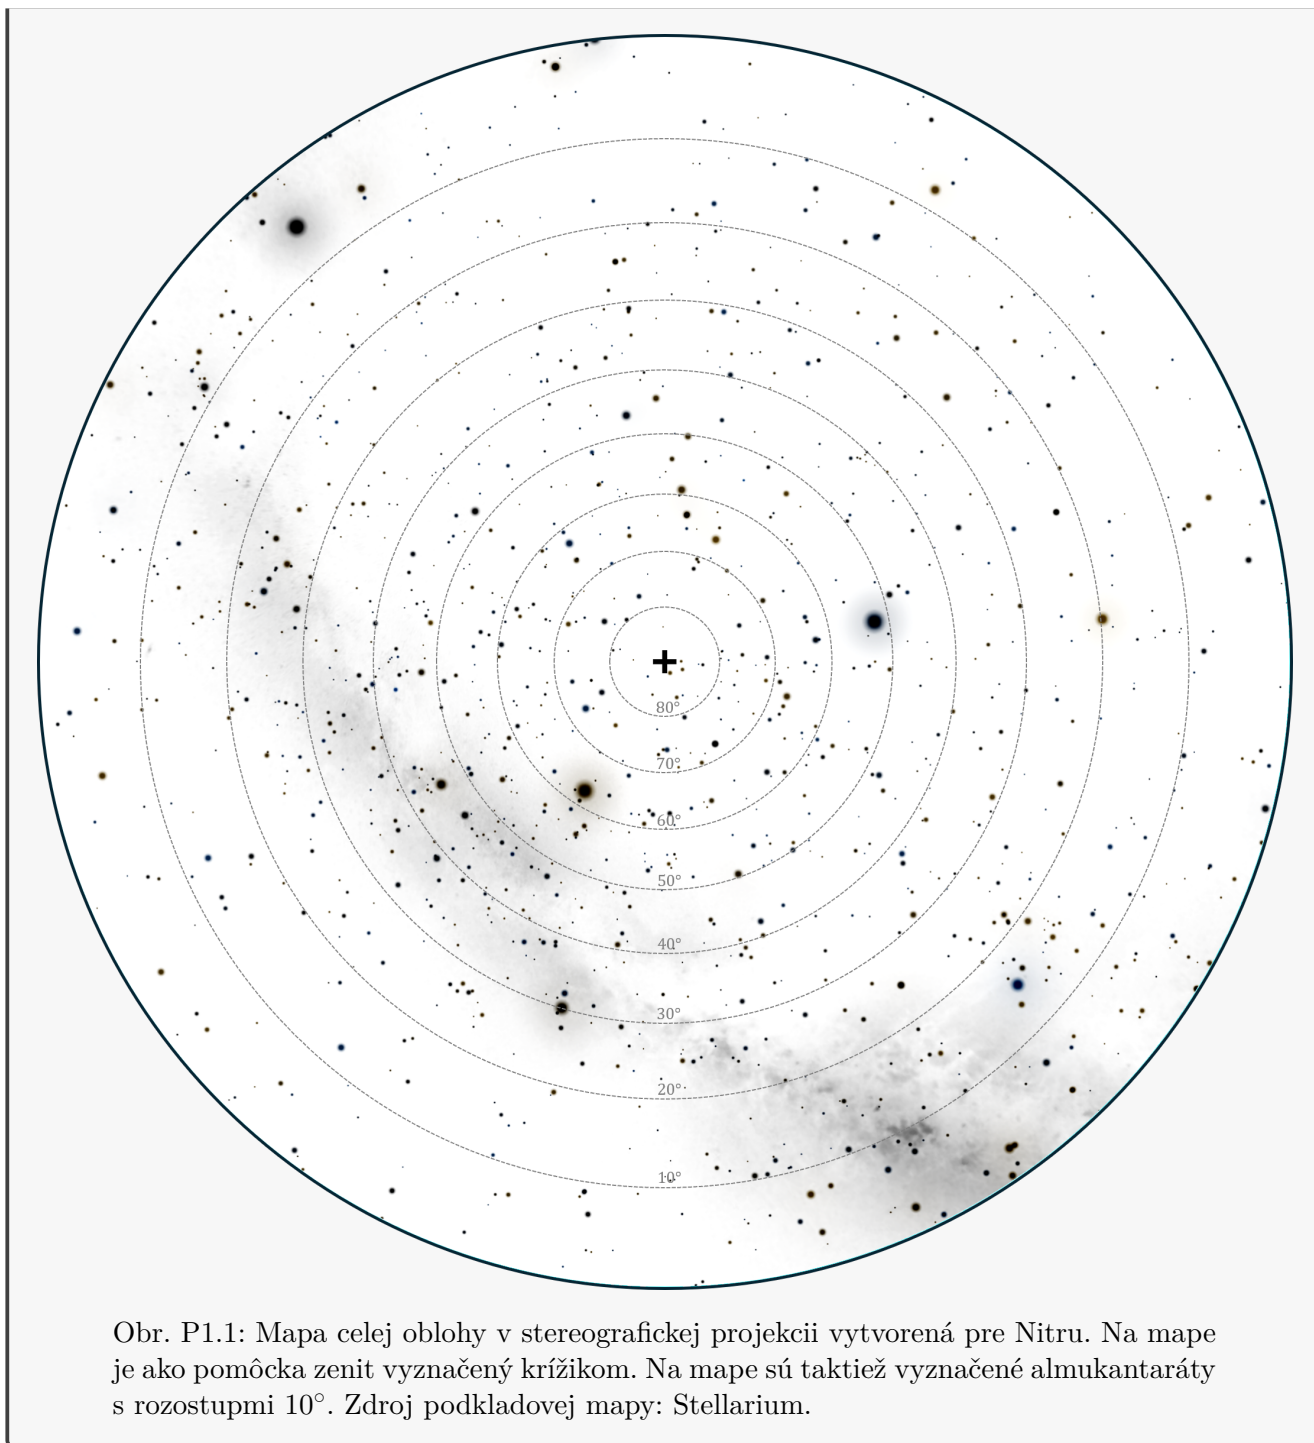 80°
70°
60°
50°
40°
30°
20°
10°
Obr. P1.1: Mapa celej oblohy v stereografickej projekcii vytvorená pre Nitru. Na mape
je ako pomôcka zenit vyznačený krížikom. Na mape sú taktiež vyznačené almukantaráty
s rozostupmi 10°. Zdroj podkladovej mapy: Stellarium.